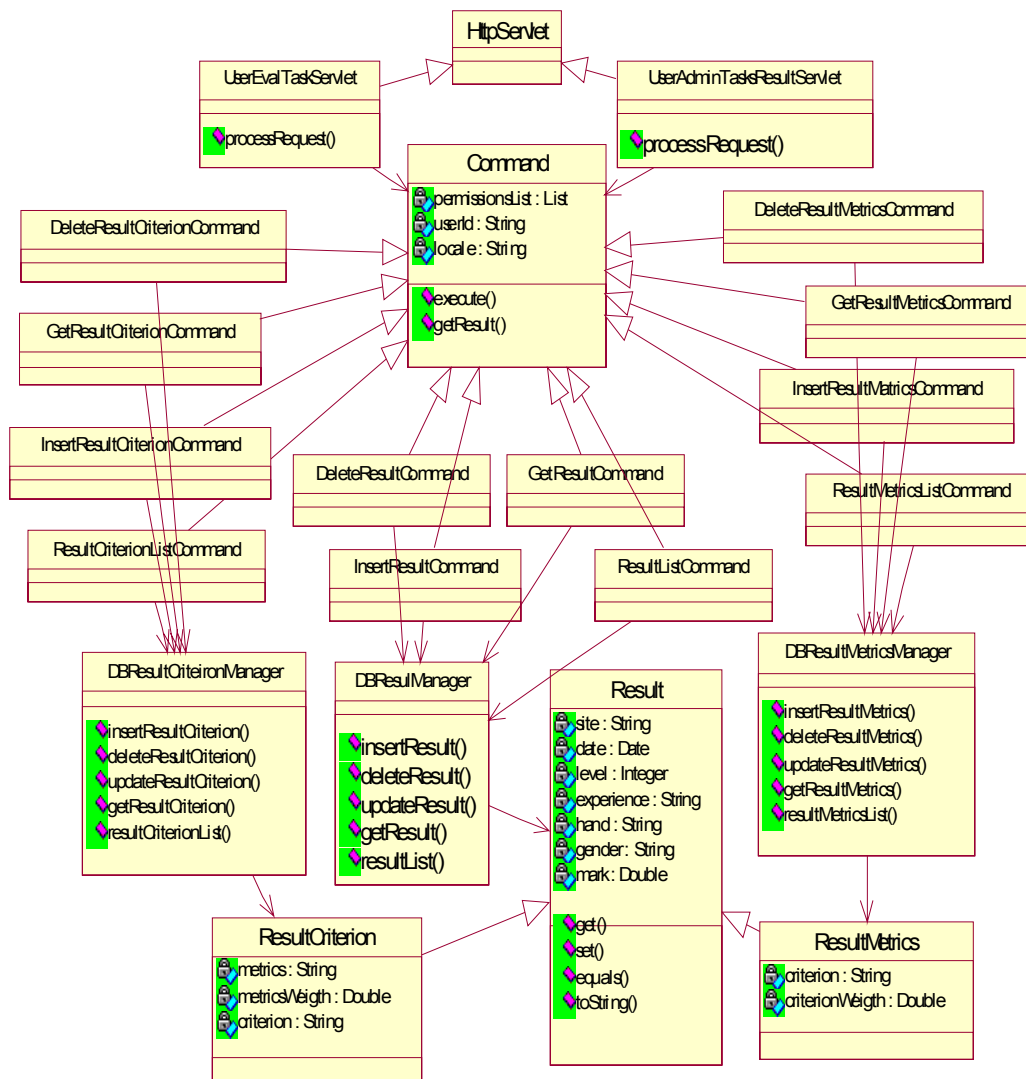 HttpServlet
UserEvalTaskServlet
processRequest()
UserAdminTasksResultServlet
processRequest()
Command
permissionsList : List
userId : String
locale : String
execute()
getResult()
DeleteResultCriterionCommand
DeleteResultMetricsCommand
GetResultCriterionCommand
GetResultMetricsCommand
InsertResultCriterionCommand
InsertResultMatricsCommand
DeleteResultCommand
GetResultCommand
ResultMetricsListCommand
ResultCriterionListCommand
InsertResultCommand
ResultListCommand
DBResultCriteironManager
insertResultCriterion()
deleteResultCriterion()
updateResultCriterion()
getResultCriterion()
resultCriterionList()
DBResulManager
insertResult()
deleteResult()
updateResult()
getResult()
resultList()
Result
site : String
date : Date
level : Integer
experience : String
hand : String
gender : String
mark : Double
get()
set()
equals()
toString()
DBResultMetricsManager
insertResultMetrics()
deleteResultMetrics()
updateResultMetrics()
getResultMetrics()
resultMetricsList()
ResultCriterion
metrics : String
metricsWeigth : Double
criterion : String
ResultMetrics
criterion : String
criterionWeigth : Double